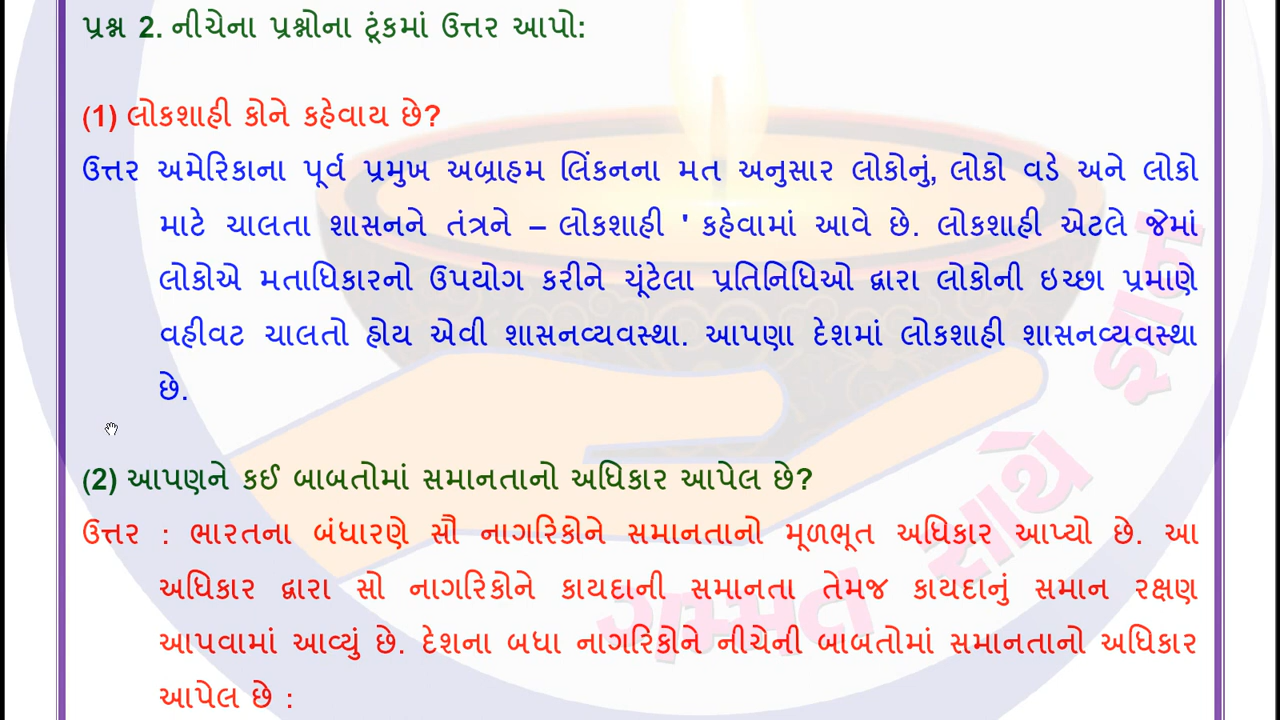 પ્રશ્ન 2. નીચેના પ્રશ્નોના ટૂંકમાં ઉત્તર આપો:
(1) લોકશાહી કોને કહેવાય છે?
ઉત્તર અમેરિકાના પૂર્વ પ્રમુખ અબ્રાહમ લિંકનના મત અનુસાર લોકોનું, લોકો વડે અને લોકો
માટે ચાલતા શાસનને તંત્રને – લોકશાહી ' કહેવામાં આવે છે. લોકશાહી એટલે જેમાં
લોકોએ મતાધિકારનો ઉપયોગ કરીને ચૂંટેલા પ્રતિનિધિઓ દ્વારા લોકોની ઇચ્છા પ્રમાણે
વહીવટ ચાલતો હોય એવી શાસનવ્યવસ્થા. આપણા દેશમાં લોકશાહી શાસનવ્યવસ્થા
છે.
(2) આપણને કઈ બાબતોમાં સમાનતાનો અધિકાર આપેલ છે?
ઉત્તર : ભારતના બંધારણે સૌ નાગરિકોને સમાનતાનો મૂળભૂત અધિકાર આપ્યો છે. આ
અધિકાર દ્વારા સો નાગરિકોને કાયદાની સમાનતા તેમજ કાયદાનું સમાન રક્ષણ
આપવામાં આવ્યું છે. દેશના બધા નાગરિકોને નીચેની બાબતોમાં સમાનતાનો અધિકાર
આપેલ છે :
ગમ્મત સાથે જ્ઞાન